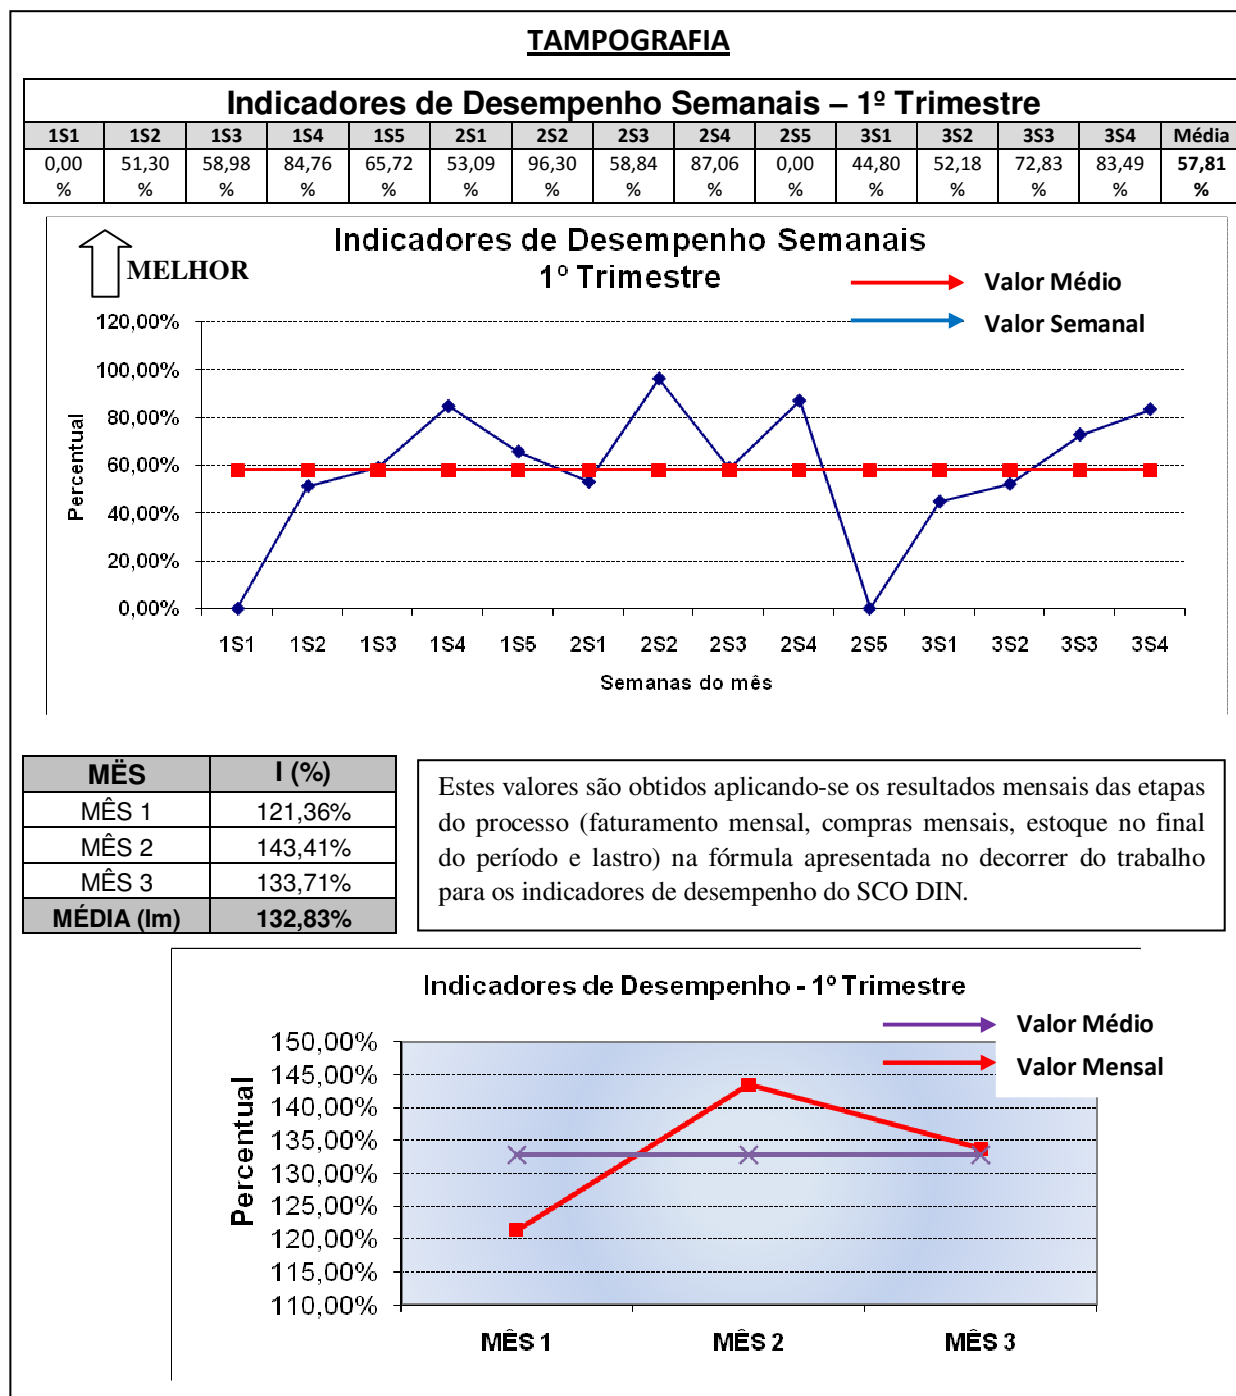 TAMPOGRAFIA
Indicadores de Desempenho Semanais – 1º Trimestre
1S1 1S2 1S3 1S4 1S5 2S1 2S2 2S3 2S4 2S5 3S1 3S2 3S3 3S4 Média
0,00 51,30 58,98 84,76 65,72 53,09 96,30 58,84 87,06 0,00 44,80 52,18 72,83 83,49 57,81
% % % % % % % % % % % % % % %
Indicadores de Desempenho Semanais
1º Trimestre
MELHOR
Valor Médio
Valor Semanal
120,00%
100,00%
80,00%
60,00%
40,00%
20,00%
0,00%
Percentual
1S1 1S2 1S3 1S4 1S5 2S1 2S2 2S3 2S4 2S5 3S1 3S2 3S3 3S4
Semanas do mês
MËS I (%)
MÊS 1 121,36%
MÊS 2 143,41%
MÊS 3 133,71%
MÉDIA (Im) 132,83%
Estes valores são obtidos aplicando-se os resultados mensais das etapas
do processo (faturamento mensal, compras mensais, estoque no final
do período e lastro) na fórmula apresentada no decorrer do trabalho
para os indicadores de desempenho do SCO DIN.
Indicadores de Desempenho - 1º Trimestre
Valor Médio
Valor Mensal
150,00%
145,00%
140,00%
135,00%
130,00%
125,00%
120,00%
115,00%
110,00%
Percentual
MÊS 1 MÊS 2 MÊS 3